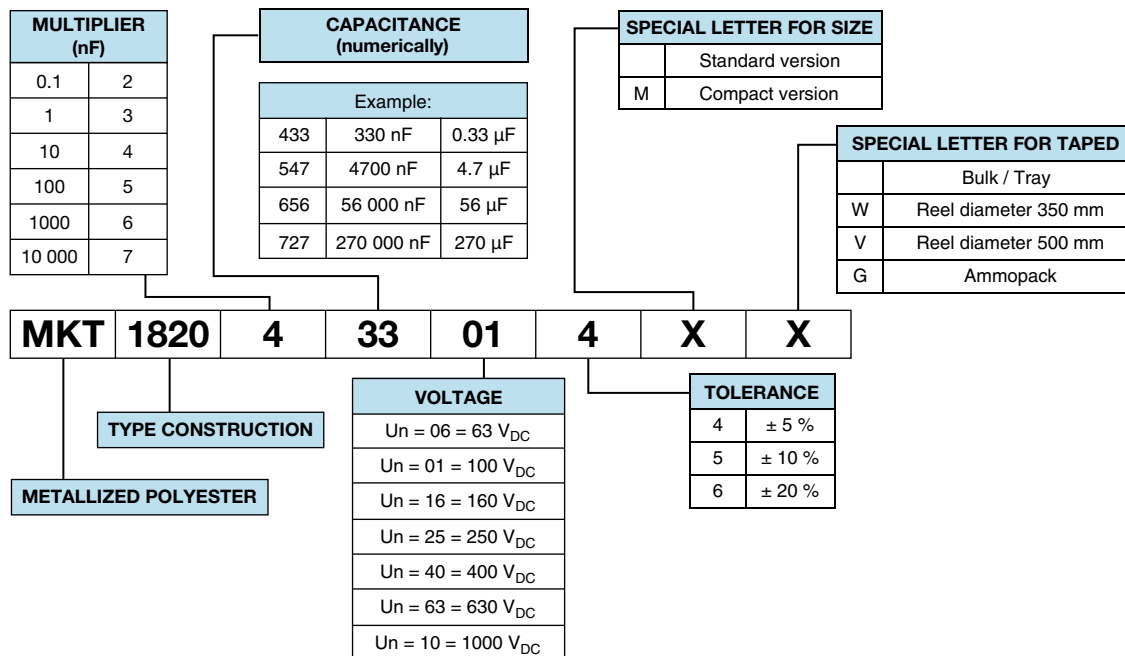 MULTIPLIER
(nF)
0.1 2
1 3
10 4
100 5
1000 6
10 000 7
CAPACITANCE
(numerically)
Example:
433 330 nF 0.33 µF
547 4700 nF 4.7 µF
656 56 000 nF 56 µF
727 270 000 nF 270 µF
SPECIAL LETTER FOR SIZE
Standard version
M Compact version
SPECIAL LETTER FOR TAPED
Bulk / Tray
W Reel diameter 350 mm
V Reel diameter 500 mm
G Ammopack
MKT 1820 4 33 01 4 X X
METALLIZED POLYESTER
TYPE CONSTRUCTION
VOLTAGE
Un = 06 = 63 VDC
Un = 01 = 100 VDC
Un = 16 = 160 VDC
Un = 25 = 250 VDC
Un = 40 = 400 VDC
Un = 63 = 630 VDC
Un = 10 = 1000 VDC
TOLERANCE
4 ± 5 %
5 ± 10 %
6 ± 20 %